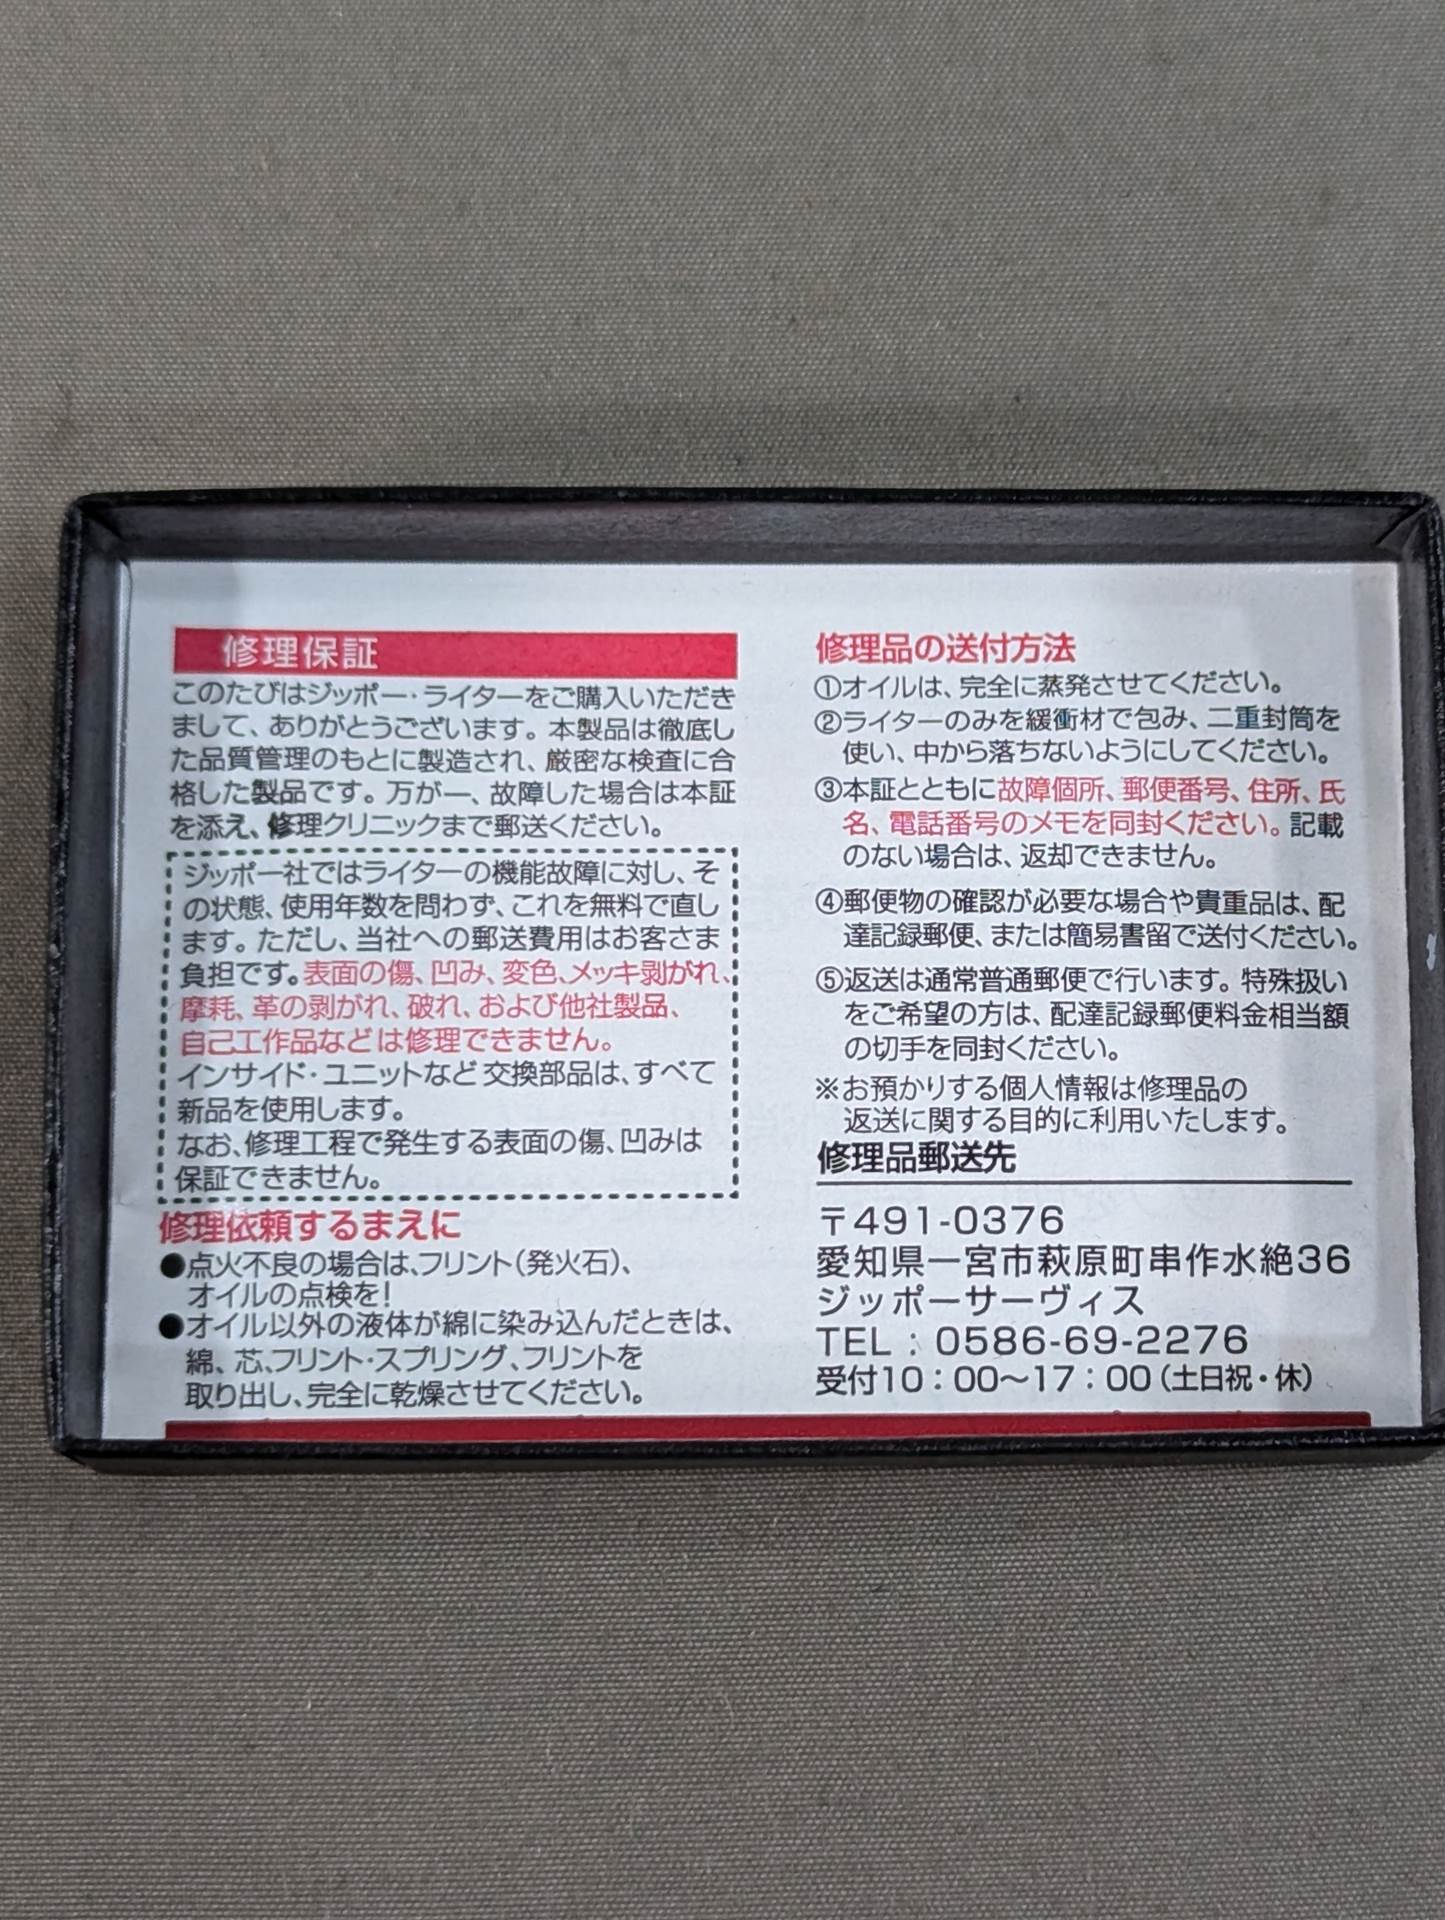 修理保証
このたびはジッポー・ライターをご購入いただき
まして、ありがとうございます。本製品は徹底し
た品質管理のもとに製造され、厳密な検査に合
格した製品です。万が一、故障した場合は本証
を添え、修理クリニックまで郵送ください。
ジッポー社ではライターの機能故障に対し、そ
の状態、使用年数を問わず、これを無料で直し
ます。ただし、当社への郵送費用はお客さま
負担です。表面の傷、凹み、変色、メッキ剥がれ、
摩耗、革の剥がれ、破れ、および他社製品、
自己工作品などは修理できません。
インサイド・ユニットなど交換部品は、すべて
新品を使用します。
なお、修理工程で発生する表面の傷、凹みは
保証できません。
修理依頼するまえに
●点火不良の場合は、フリント(発火石)、
オイルの点検を!
●オイル以外の液体が綿に染み込んだときは、
綿、芯、フリント・スプリング、フリントを
取り出し、完全に乾燥させてください。
修理品の送付方法
①オイルは、完全に蒸発させてください。
②ライターのみを緩衝材で包み、二重封筒を
使い、中から落ちないようにしてください。
③本証とともに故障個所、郵便番号、住所、氏
名、電話番号のメモを同封ください。記載
のない場合は、返却できません。
④郵便物の確認が必要な場合や貴重品は、配
達記録郵便、または簡易書留で送付ください。
⑤返送は通常普通郵便で行います。特殊扱い
をご希望の方は、配達記録郵便料金相当額
の切手を同封ください。
※お預かりする個人情報は修理品の
返送に関する目的に利用いたします。
修理品郵送先
〒491-0376
愛知県一宮市萩原町串作水絶36
ジッポーサーヴィス
TEL：0586-69-2276
受付10：00〜17：00(土日祝・休)